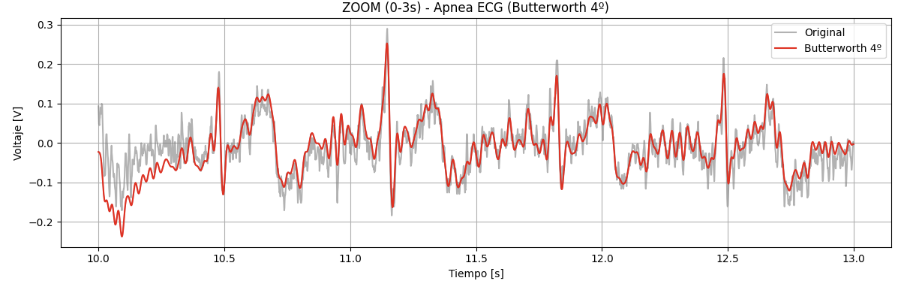 ZOOM (0-3s) - Apnea ECG (Butterworth 4º)
Original
Butterworth 4º
Voltaje [V]
0.3
0.2
0.1
0.0
−0.1
−0.2
10.0 10.5 11.0 11.5 12.0 12.5 13.0
Tiempo [s]